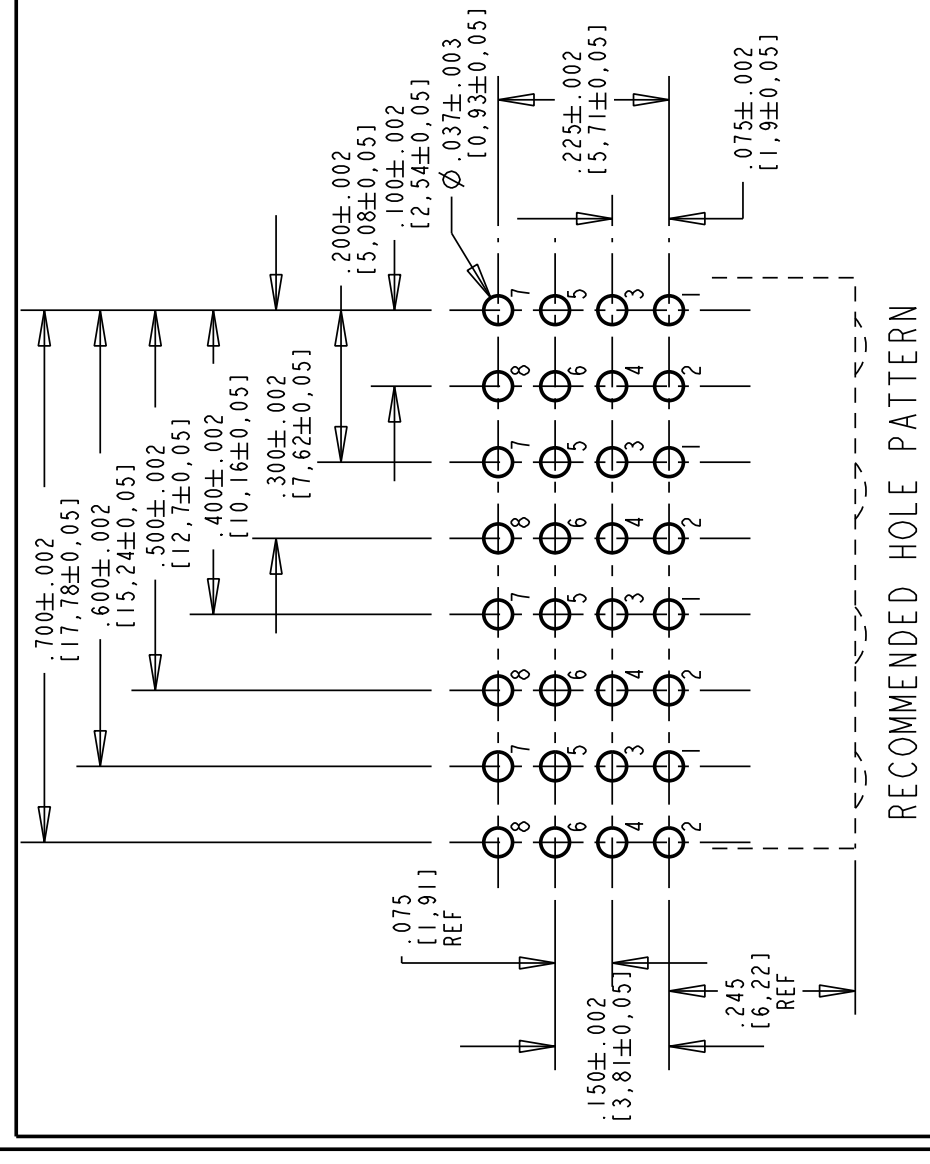 .700±.002
[17,78±0,05]
.600±.002
[15,24±0,05]
.500±.002
[12,7±0,05]
.400±.002
[10,16±0,05]
.300±.002
[7,62±0,05]
.200±.002
[5,08±0,05]
.100±.002
[2,54±0,05]
Ø .037±.003
[0,93±0,05]
.225±.002
[5,71±0,05]
.075±.002
[1,9±0,05]
7 5 3 1
8 6 4 2
7 5 3 1
8 6 4 2
7 5 3 1
8 6 4 2
7 5 3 1
8 6 4 2
.075
[1,91]
REF
.150±.002
[3,81±0,05]
.245
[6,22]
REF
RECOMMENDED HOLE PATTERN